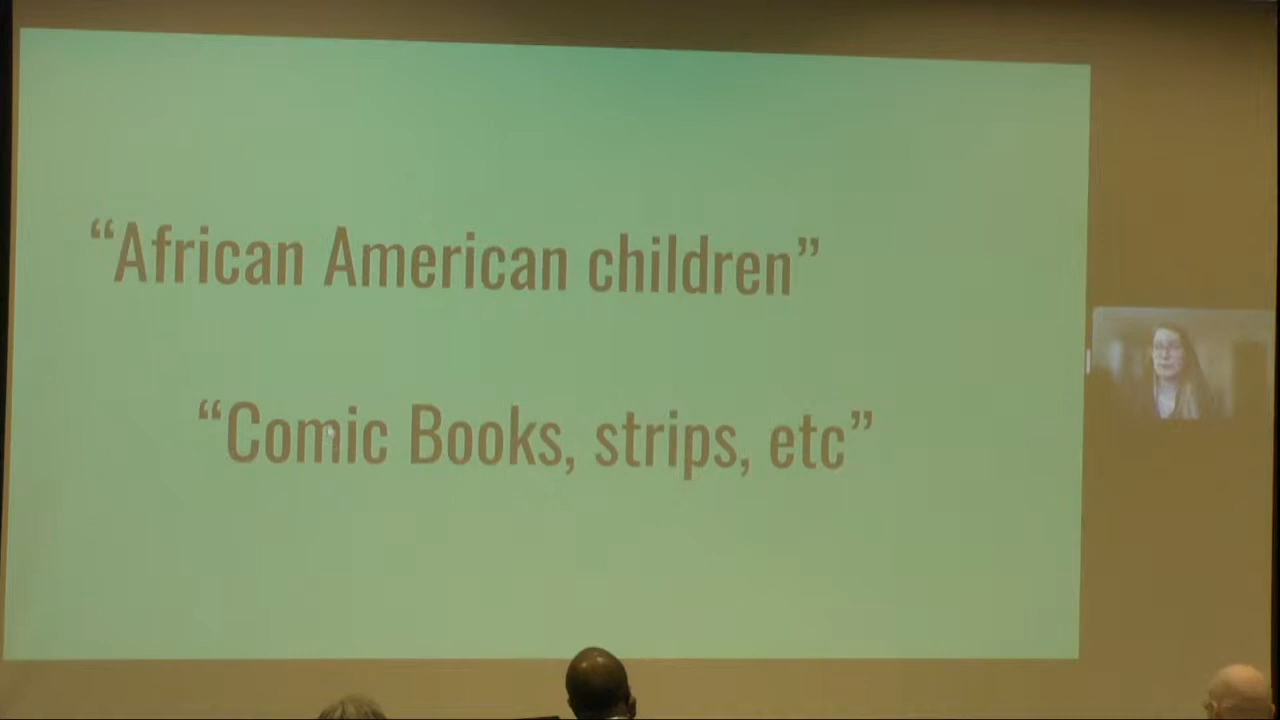 “African American children”
“Comic Books, strips, etc”